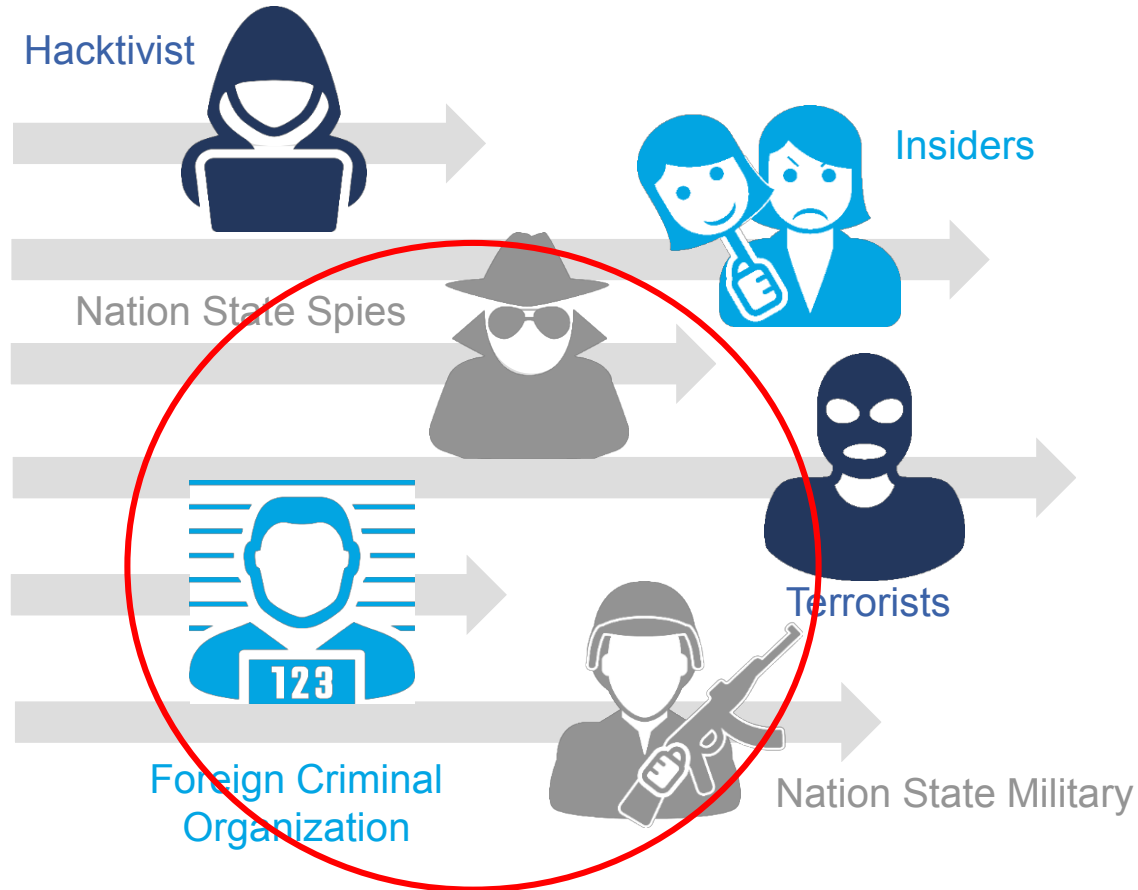 Hacktivist
Insiders
Nation State Spies
Terrorists
123
Foreign Criminal
Organization
Nation State Military